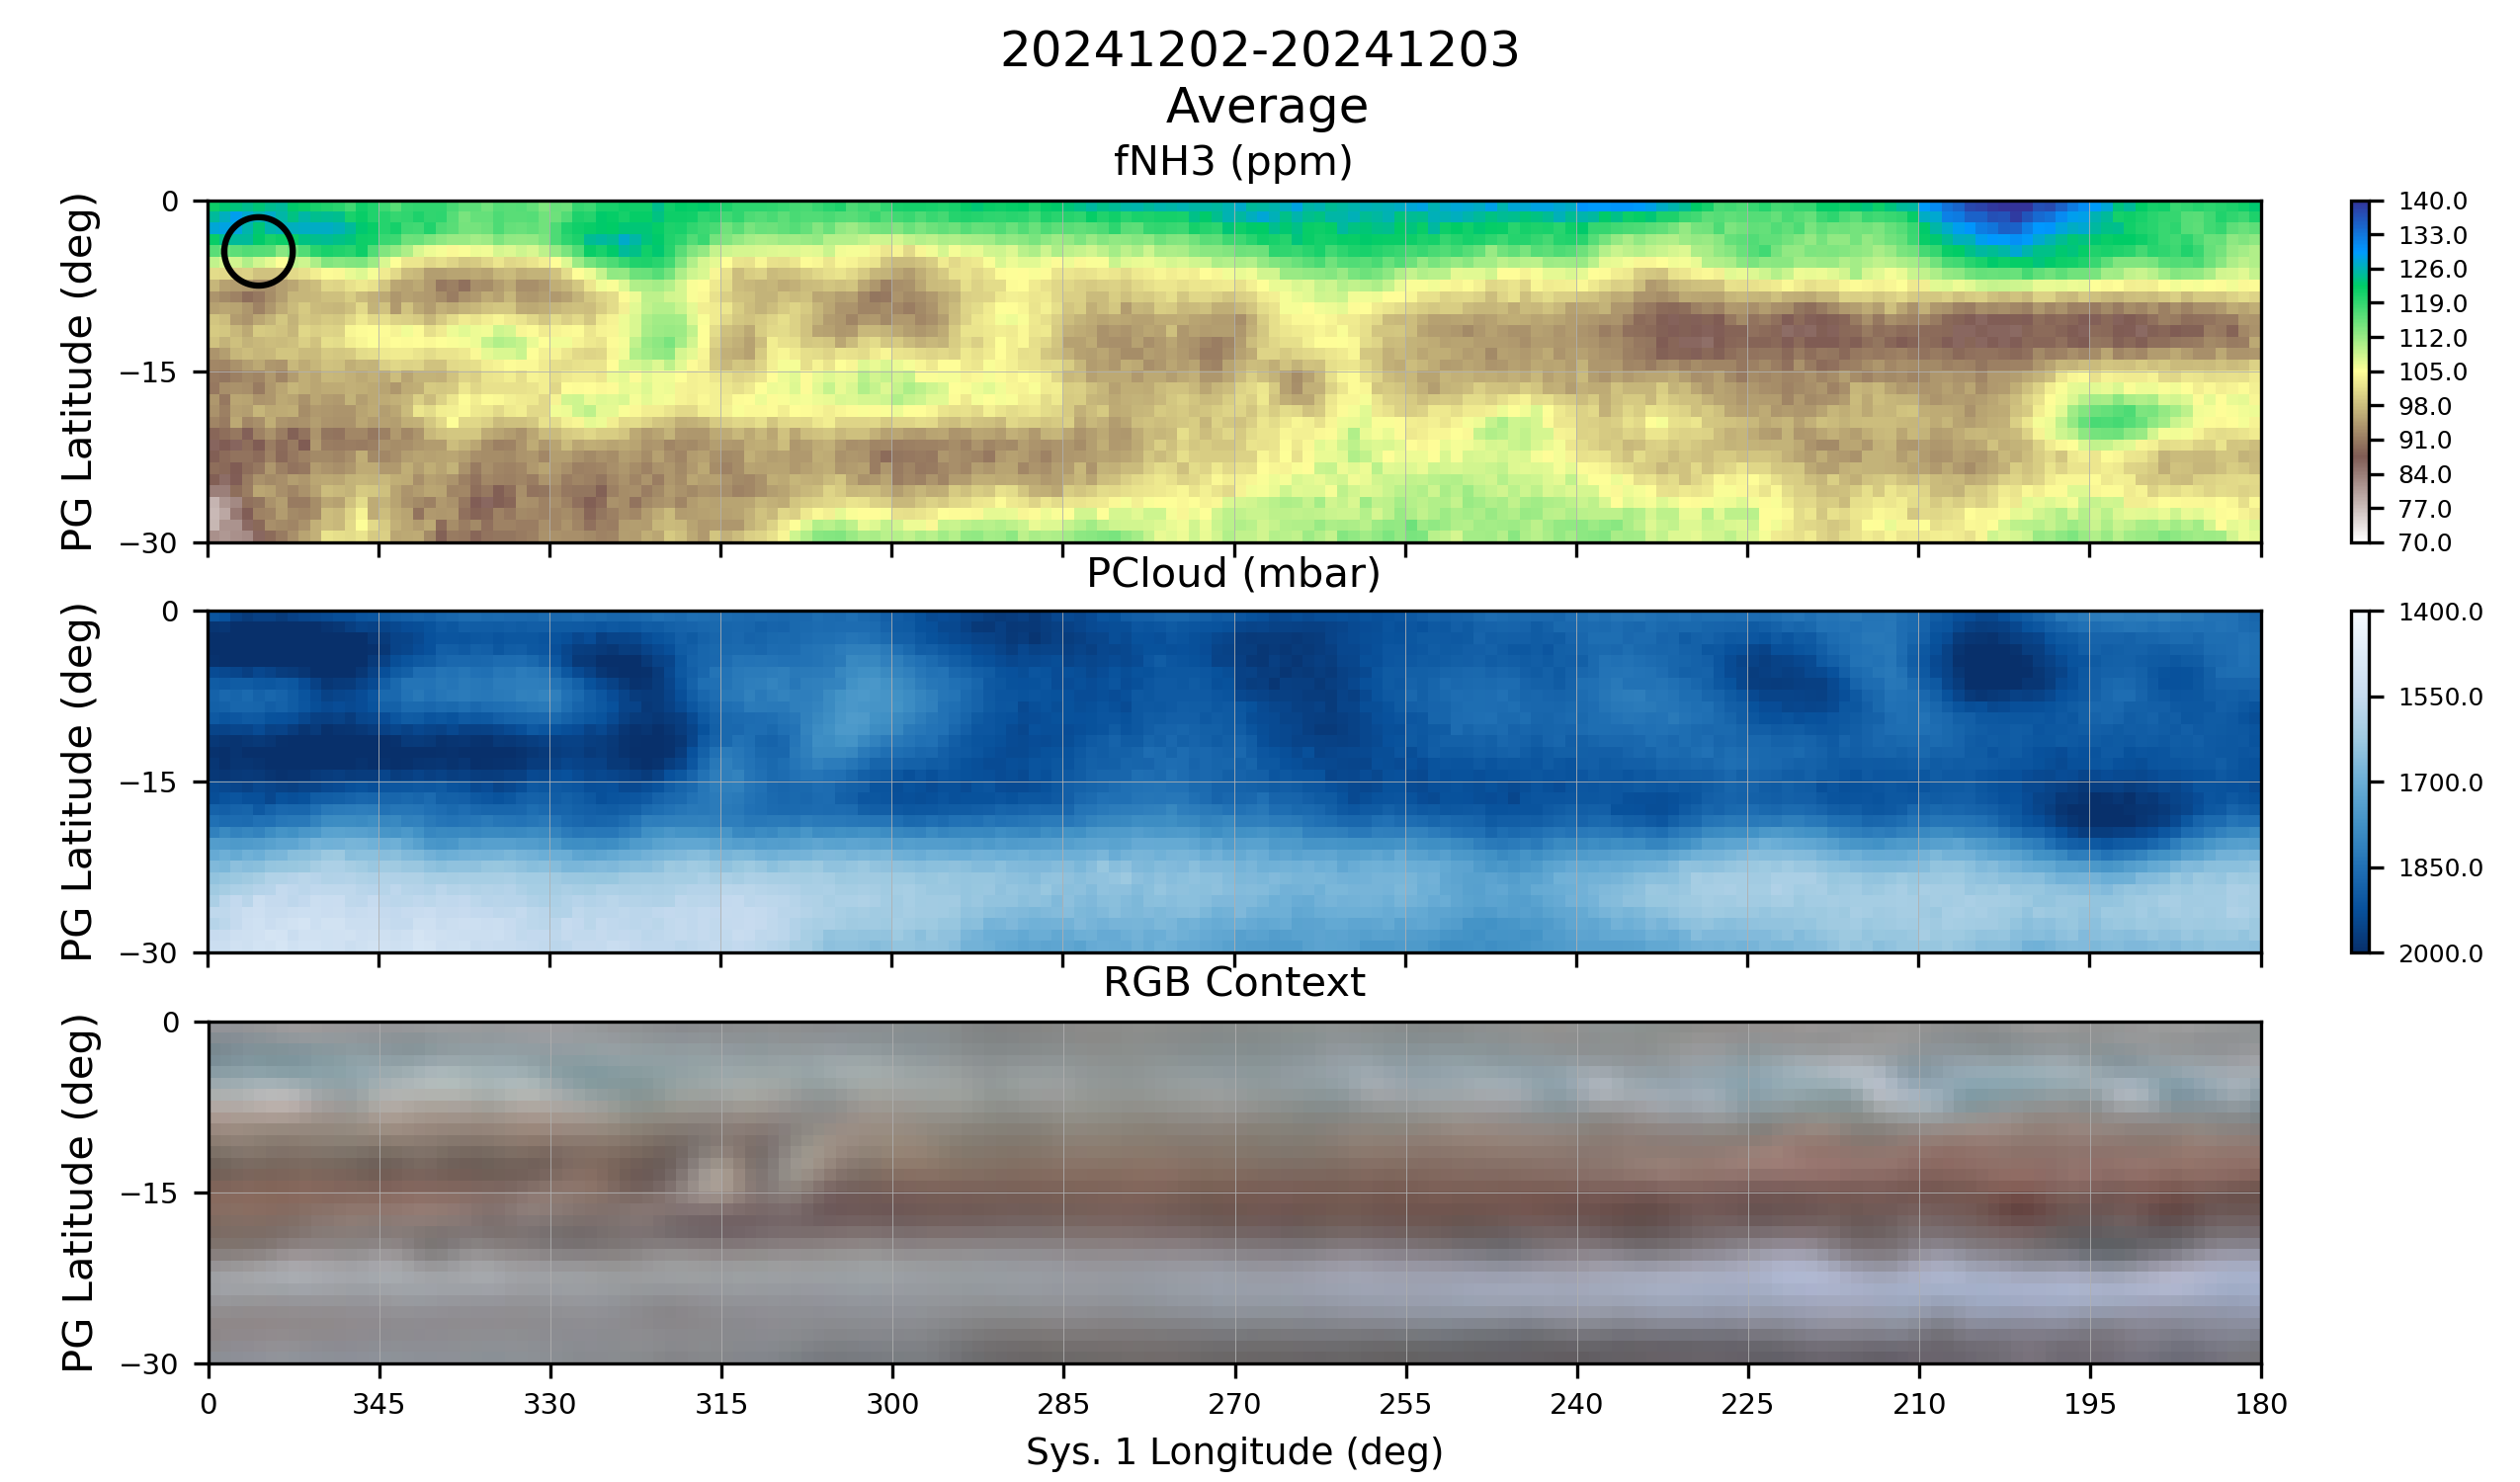 20241202-20241203
Average
fNH3 (ppm)
PG Latitude (deg)
0
−15
−30
140.0
133.0
126.0
119.0
112.0
105.0
98.0
91.0
84.0
77.0
70.0
PCloud (mbar)
PG Latitude (deg)
0
−15
−30
1400.0
1550.0
1700.0
1850.0
2000.0
RGB Context
PG Latitude (deg)
0
−15
−30
0 345 330 315 300 285 270 255 240 225 210 195 180
Sys. 1 Longitude (deg)